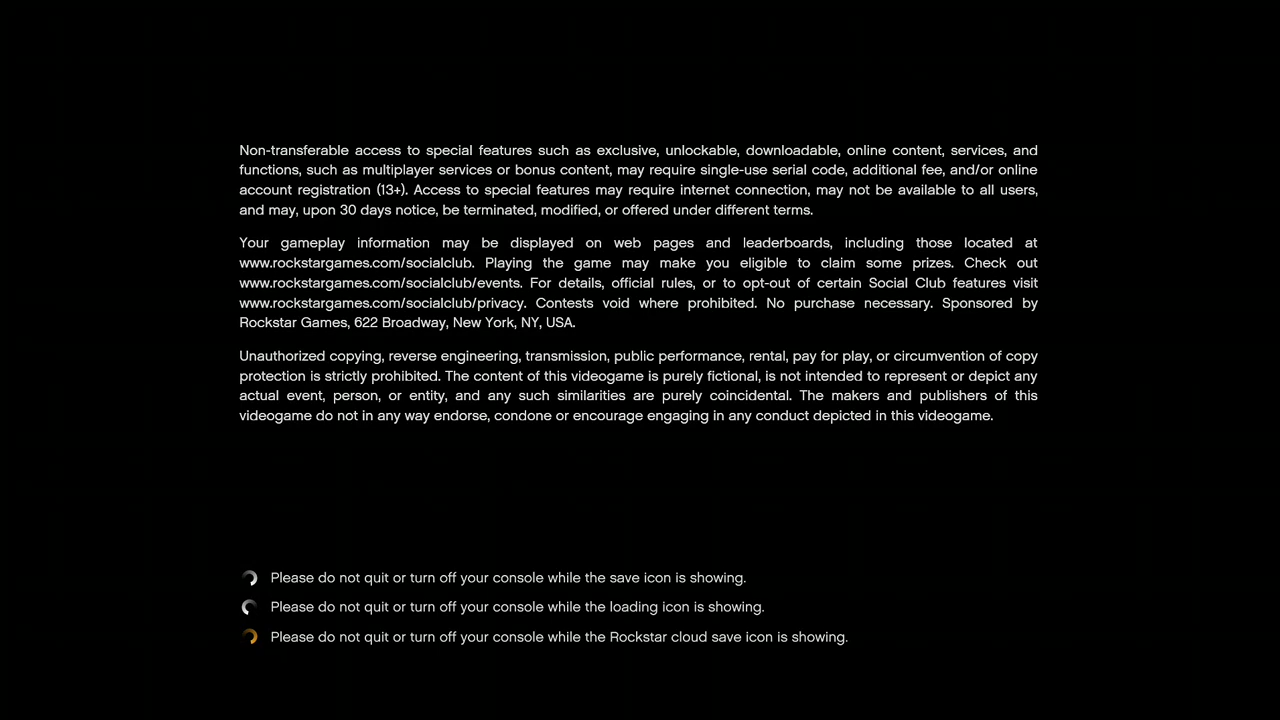 Non-transferable access to special features such as exclusive, unlockable, downloadable, online content, services, and
functions, such as multiplayer services or bonus content, may require single-use serial code, additional fee, and/or online
account registration (13+). Access to special features may require internet connection, may not be available to all users,
and may, upon 30 days notice, be terminated, modified, or offered under different terms.
Your gameplay information may be displayed on web pages and leaderboards, including those located at
www.rockstargames.com/socialclub. Playing the game may make you eligible to claim some prizes. Check out
www.rockstargames.com/socialclub/events. For details, official rules, or to opt-out of certain Social Club features visit
www.rockstargames.com/socialclub/privacy. Contests void where prohibited. No purchase necessary. Sponsored by
Rockstar Games, 622 Broadway, New York, NY, USA.
Unauthorized copying, reverse engineering, transmission, public performance, rental, pay for play, or circumvention of copy
protection is strictly prohibited. The content of this videogame is purely fictional, is not intended to represent or depict any
actual event, person, or entity, and any such similarities are purely coincidental. The makers and publishers of this
videogame do not in any way endorse, condone or encourage engaging in any conduct depicted in this videogame.
Please do not quit or turn off your console while the save icon is showing.
Please do not quit or turn off your console while the loading icon is showing.
Please do not quit or turn off your console while the Rockstar cloud save icon is showing.